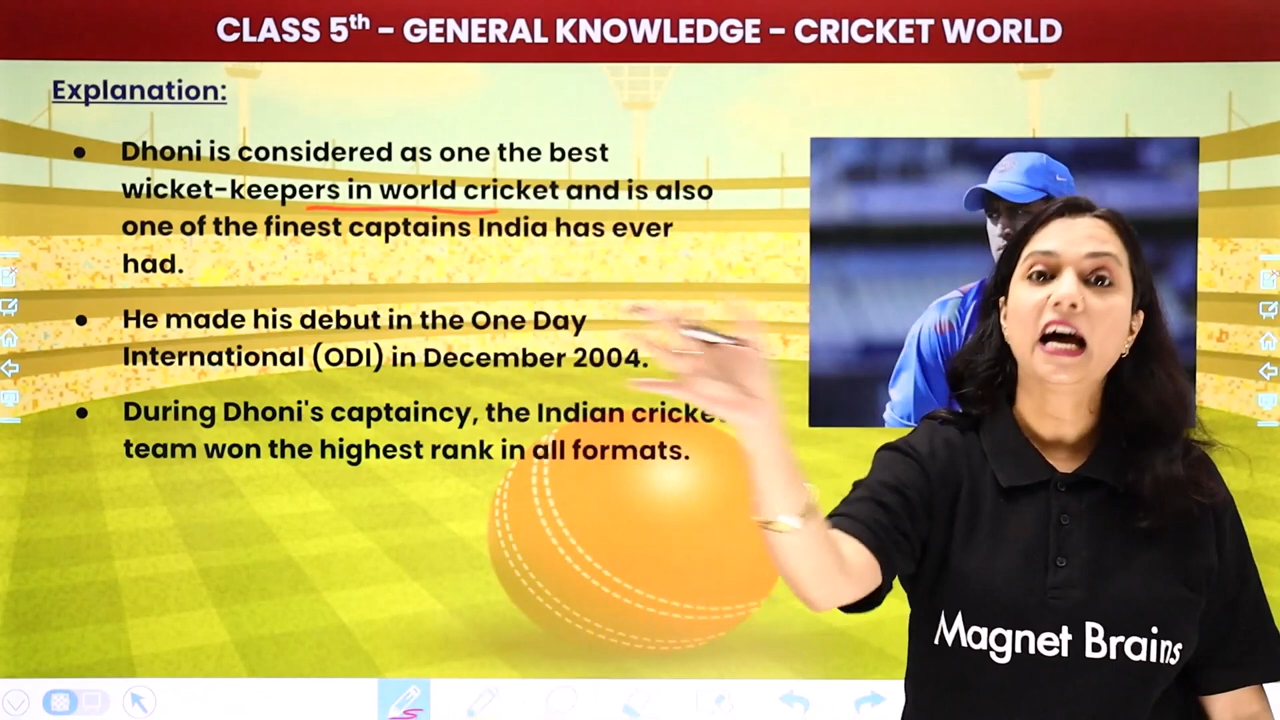 CLASS 5th – GENERAL KNOWLEDGE – CRICKET WORLD
Explanation:
• Dhoni is considered as one the best
wicket-keepers in world cricket and is also
one of the finest captains India has ever
had.
• He made his debut in the One Day
International (ODI) in December 2004.
• During Dhoni's captaincy, the Indian
team won the highest rank in all formats.
Magnet Brains